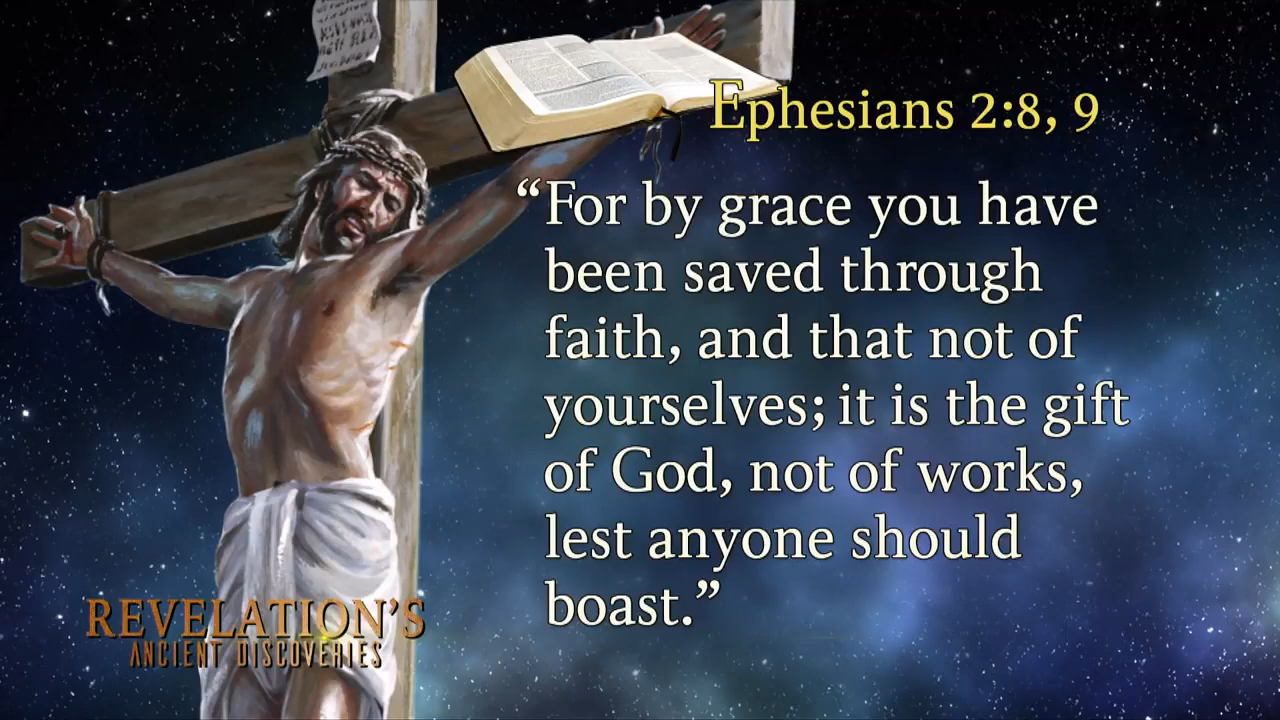 Ephesians 2:8, 9
“For by grace you have
been saved through
faith, and that not of
yourselves; it is the gift
of God, not of works,
lest anyone should
boast.”
REVELATION'S
ANCIENT DISCOVERIES